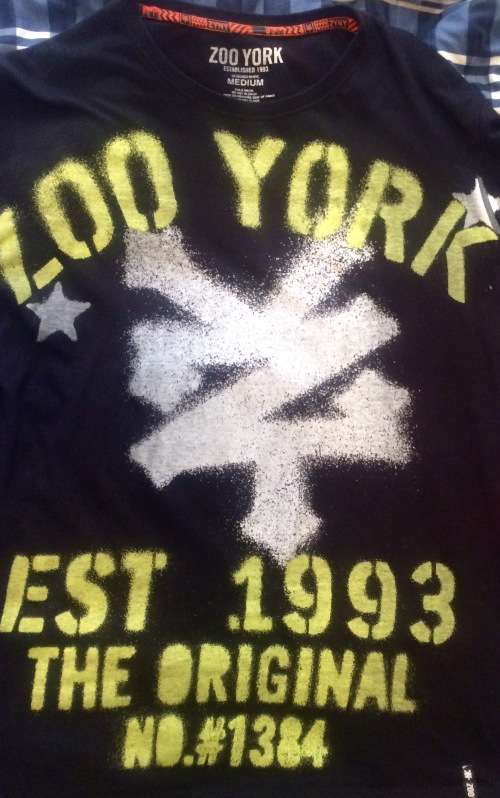 ZOO YORK
ESTABLISHED 1993
MEDIUM
ZOO YORK
EST 1993
THE ORIGINAL
NO.#1384